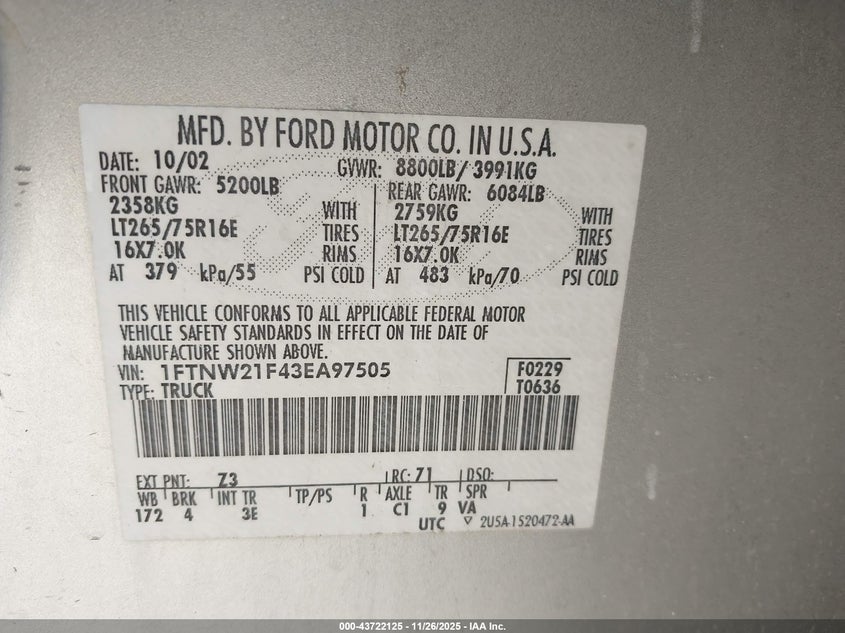 MFD. BY FORD MOTOR CO. IN U.S.A.
DATE: 10/02 GVWR: 8800LB/ 3991KG
FRONT GAWR: 5200LB REAR GAWR: 6084LB
2358KG WITH 2759KG WITH
LT265/75R16E TIRES LT265/75R16E TIRES
16X7.0K RIMS 16X7.0K RIMS
AT 379 kPa/55 PSI COLD AT 483 kPa/70 PSI COLD
THIS VEHICLE CONFORMS TO ALL APPLICABLE FEDERAL MOTOR
VEHICLE SAFETY STANDARDS IN EFFECT ON THE DATE OF
MANUFACTURE SHOWN ABOVE.
VIN: 1FTNW21F43EA97505 F0229
TYPE: TRUCK T0636
EXT PNT: Z3 RC: 71 DSO:
WB BRK INT TR TP/PS R AXLE TR SPR
172 4 3E 1 C1 9 VA
UTC ▽ 2U5A-1520472-AA
000-43722125 - 11/26/2025 - IAA Inc.